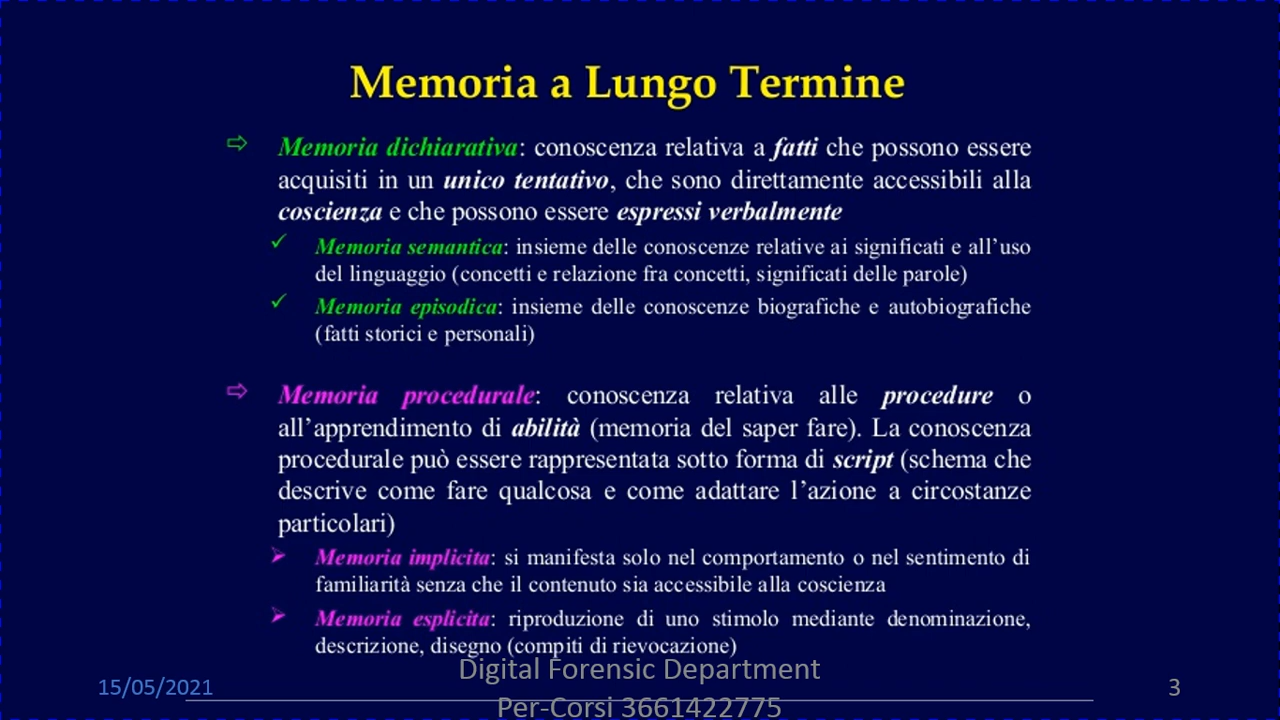 Memoria a Lungo Termine
Memoria dichiarativa: conoscenza relativa a fatti che possono essere
acquisiti in un unico tentativo, che sono direttamente accessibili alla
coscienza e che possono essere espressi verbalmente
Memoria semantica: insieme delle conoscenze relative ai significati e all’uso
del linguaggio (concetti e relazione fra concetti, significati delle parole)
Memoria episodica: insieme delle conoscenze biografiche e autobiografiche
(fatti storici e personali)
Memoria procedurale: conoscenza relativa alle procedure o
all’apprendimento di abilità (memoria del saper fare). La conoscenza
procedurale può essere rappresentata sotto forma di script (schema che
descrive come fare qualcosa e come adattare l’azione a circostanze
particolari)
Memoria implicita: si manifesta solo nel comportamento o nel sentimento di
familiarità senza che il contenuto sia accessibile alla coscienza
Memoria esplicita: riproduzione di uno stimolo mediante denominazione,
descrizione, disegno (compiti di rievocazione)
Digital Forensic Department
15/05/2021
3
Per-Corsi 3661422775